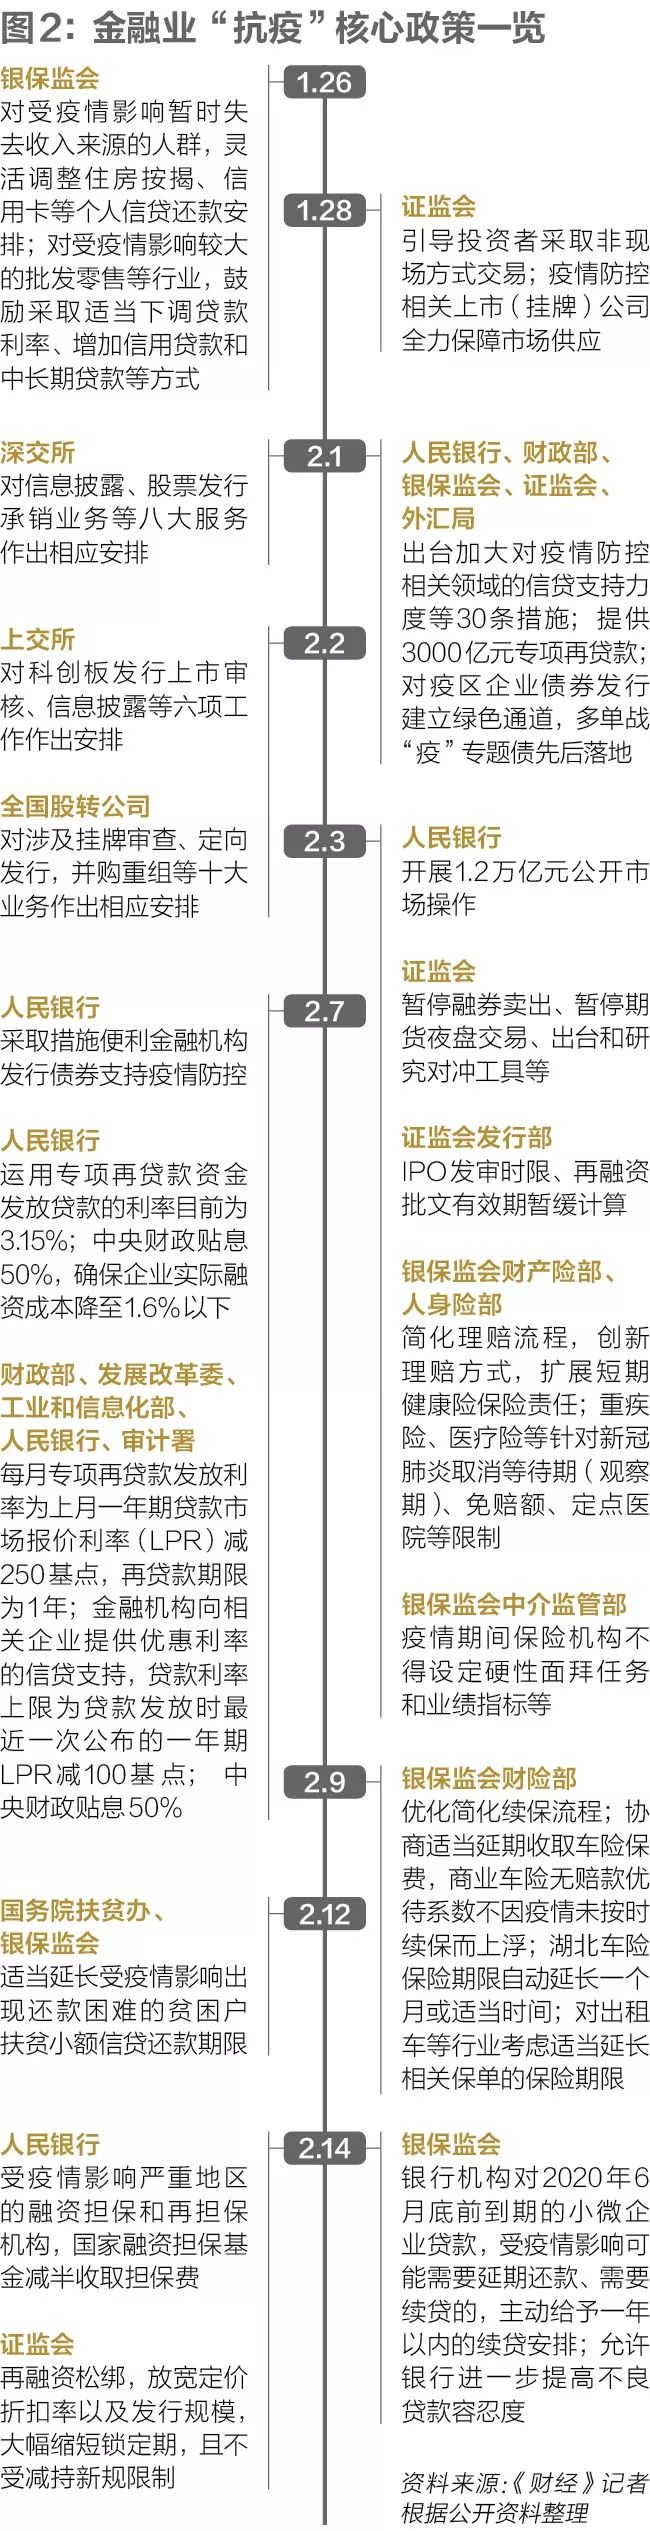 图2：金融业“抗疫”核心政策一览
1.26
银保监会
对受疫情影响暂时失
去收入来源的人群，灵
活调整住房按揭、信
用卡等个人信贷还款安
排；对受疫情影响较大
的批发零售等行业，鼓
励采取适当下调贷款
利率、增加信用贷款和
中长期贷款等方式
1.28
证监会
引导投资者采取非现
场方式交易；疫情防控
相关上市（挂牌）公司
全力保障市场供应
2.1
深交所
对信息披露、股票发行
承销业务等八大服务
作出相应安排
人民银行、财政部、
银保监会、证监会、
外汇局
出台加大对疫情防控
相关领域的信贷支持力
度等30条措施；提供
3000亿元专项再贷款；
对疫区企业债券发行
建立绿色通道，多单战
“疫”专题债先后落地
2.2
上交所
对科创板发行上市审
核、信息披露等六项工
作作出安排
2.3
全国股转公司
对涉及挂牌审查、定向
发行，并购重组等十大
业务作出相应安排
人民银行
开展1.2万亿元公开市
场操作
证监会
暂停融券卖出、暂停期
货夜盘交易、出台和研
究对冲工具等
证监会发行部
IPO发审时限、再融资
批文有效期暂缓计算
银保监会财产险部、
人身险部
简化理赔流程，创新
理赔方式，扩展短期
健康险保险责任；重疾
险、医疗险等针对新冠
肺炎取消等待期（观察
期）、免赔额、定点医
院等限制
银保监会中介监管部
疫情期间保险机构不
得设定硬性面拜任务
和业绩指标等
2.7
人民银行
采取措施便利金融机构
发行债券支持疫情防控
人民银行
运用专项再贷款资金
发放贷款的利率目前为
3.15%；中央财政贴息
50%，确保企业实际融
资成本降至1.6%以下
财政部、发展改革委、
工业和信息化部、
人民银行、审计署
每月专项再贷款发放利
率为上月一年期贷款市
场报价利率（LPR）减
250基点，再贷款期限
为1年；金融机构向相
关企业提供优惠利率
的信贷支持，贷款利率
上限为贷款发放时最
近一次公布的一年期
LPR减100基点；中
央财政贴息50%
2.9
银保监会财险部
优化简化续保流程；协
商适当延期收取车险保
费，商业车险无赔款优
待系数不因疫情未按时
续保而上浮；湖北车险
保险期限自动延长一个
月或适当时间；对出租
车等行业考虑适当延长
相关保单的保险期限
2.12
国务院扶贫办、
银保监会
适当延长受疫情影响出
现还款困难的贫困户
扶贫小额信贷还款期限
2.14
人民银行
受疫情影响严重地区
的融资担保和再担保
机构，国家融资担保基
金减半收取担保费
证监会
再融资松绑，放宽定价
折扣率以及发行规模，
大幅缩短锁定期，且不
受减持新规限制
银保监会
银行机构对2020年6
月底前到期的小微企
业贷款，受疫情影响可
能需要延期还款、需要
续贷的，主动给予一年
以内的续贷安排；允许
银行进一步提高不良
贷款容忍度
资料来源：《财经》记者
根据公开资料整理